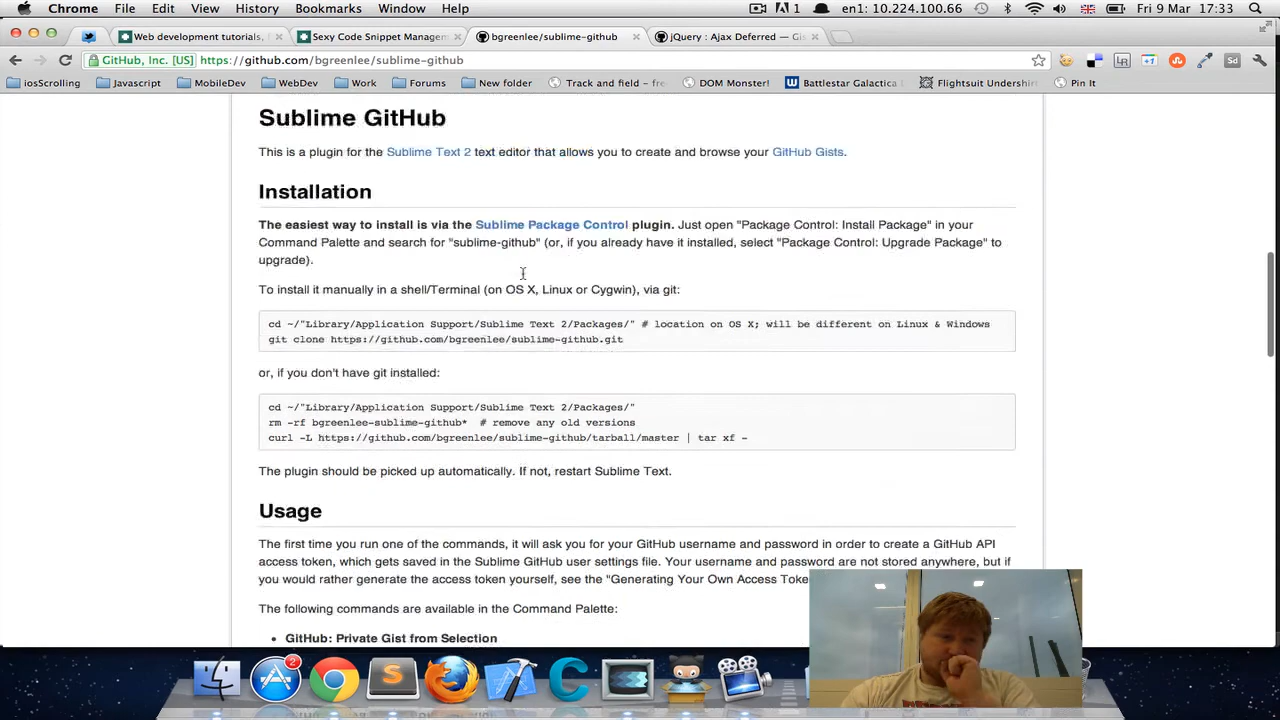 Chrome File Edit View History Bookmarks Window Help
1 en1: 10.224.100.66 Fri 9 Mar 17:33
Web development tutorials,
Sexy Code Snippet Manageme
bgreenlee/sublime-github
jQuery : Ajax Deferred — Gis
GitHub, Inc. [US] https://github.com/bgreenlee/sublime-github
iosScrolling Javascript MobileDev WebDev Work Forums New folder Track and field – free DOM Monster! Battlestar Galactica Flightsuit Undershirt Pin It
Sublime GitHub
This is a plugin for the Sublime Text 2 text editor that allows you to create and browse your GitHub Gists.
Installation
The easiest way to install is via the Sublime Package Control plugin. Just open "Package Control: Install Package" in your
Command Palette and search for "sublime-github" (or, if you already have it installed, select "Package Control: Upgrade Package" to
upgrade).
To install it manually in a shell/Terminal (on OS X, Linux or Cygwin), via git:
cd ~/"Library/Application Support/Sublime Text 2/Packages/" # location on OS X; will be different on Linux & Windows
git clone https://github.com/bgreenlee/sublime-github.git
or, if you don't have git installed:
cd ~/"Library/Application Support/Sublime Text 2/Packages/"
rm -rf bgreenlee-sublime-github* # remove any old versions
curl -L https://github.com/bgreenlee/sublime-github/tarball/master | tar xf -
The plugin should be picked up automatically. If not, restart Sublime Text.
Usage
The first time you run one of the commands, it will ask you for your GitHub username and password in order to create a GitHub API
access token, which gets saved in the Sublime GitHub user settings file. Your username and password are not stored anywhere, but if
you would rather generate the access token yourself, see the "Generating Your Own Access Toke
The following commands are available in the Command Palette:
• GitHub: Private Gist from Selection
2